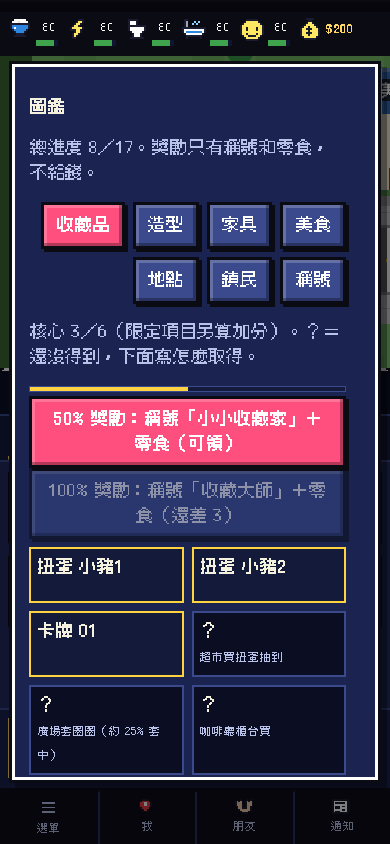 80 80 80 80 80 $200
圖鑑
總進度 8/17。獎勵只有稱號和零食，
不給錢。
收藏品 造型 家具 美食
地點 鎮民 稱號
核心 3/6（限定項目另算加分）。？＝
還沒得到，下面寫怎麼取得。
50% 獎勵：稱號「小小收藏家」＋
零食（可領）
100% 獎勵：稱號「收藏大師」＋零
食（還差 3）
扭蛋 小豬1 扭蛋 小豬2
卡牌 01 ？
超市買扭蛋抽到
？ ？
廣場套圈圈（約 25% 套
中）
咖啡廳櫃台買
選單 我 朋友 通知